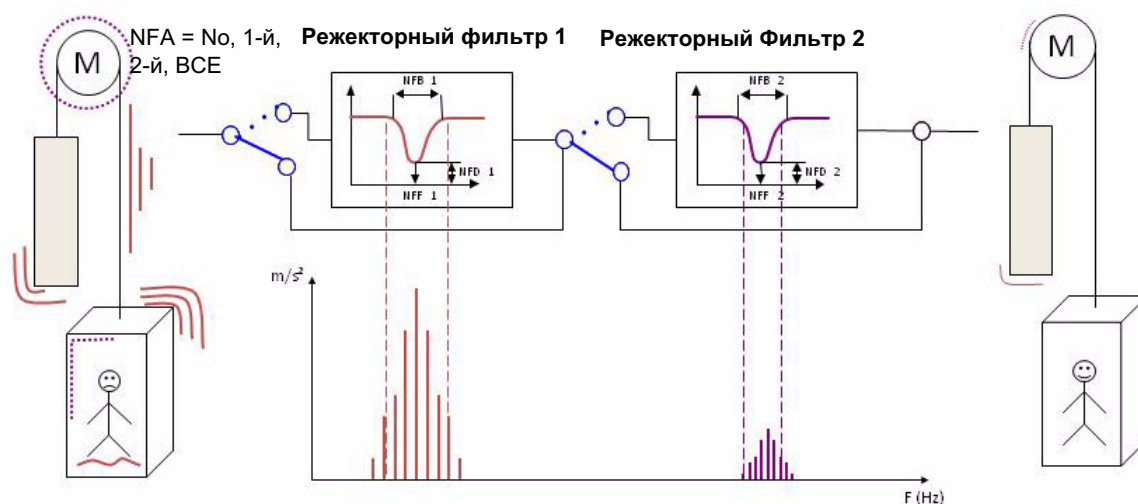 M
NFA = No, 1-й,
2-й, ВСЕ
Режекторный фильтр 1
NFB 1
NFD 1
NFF 1
Режекторный Фильтр 2
NFB 2
NFD 2
NFF 2
M
m/s²
F (Hz)